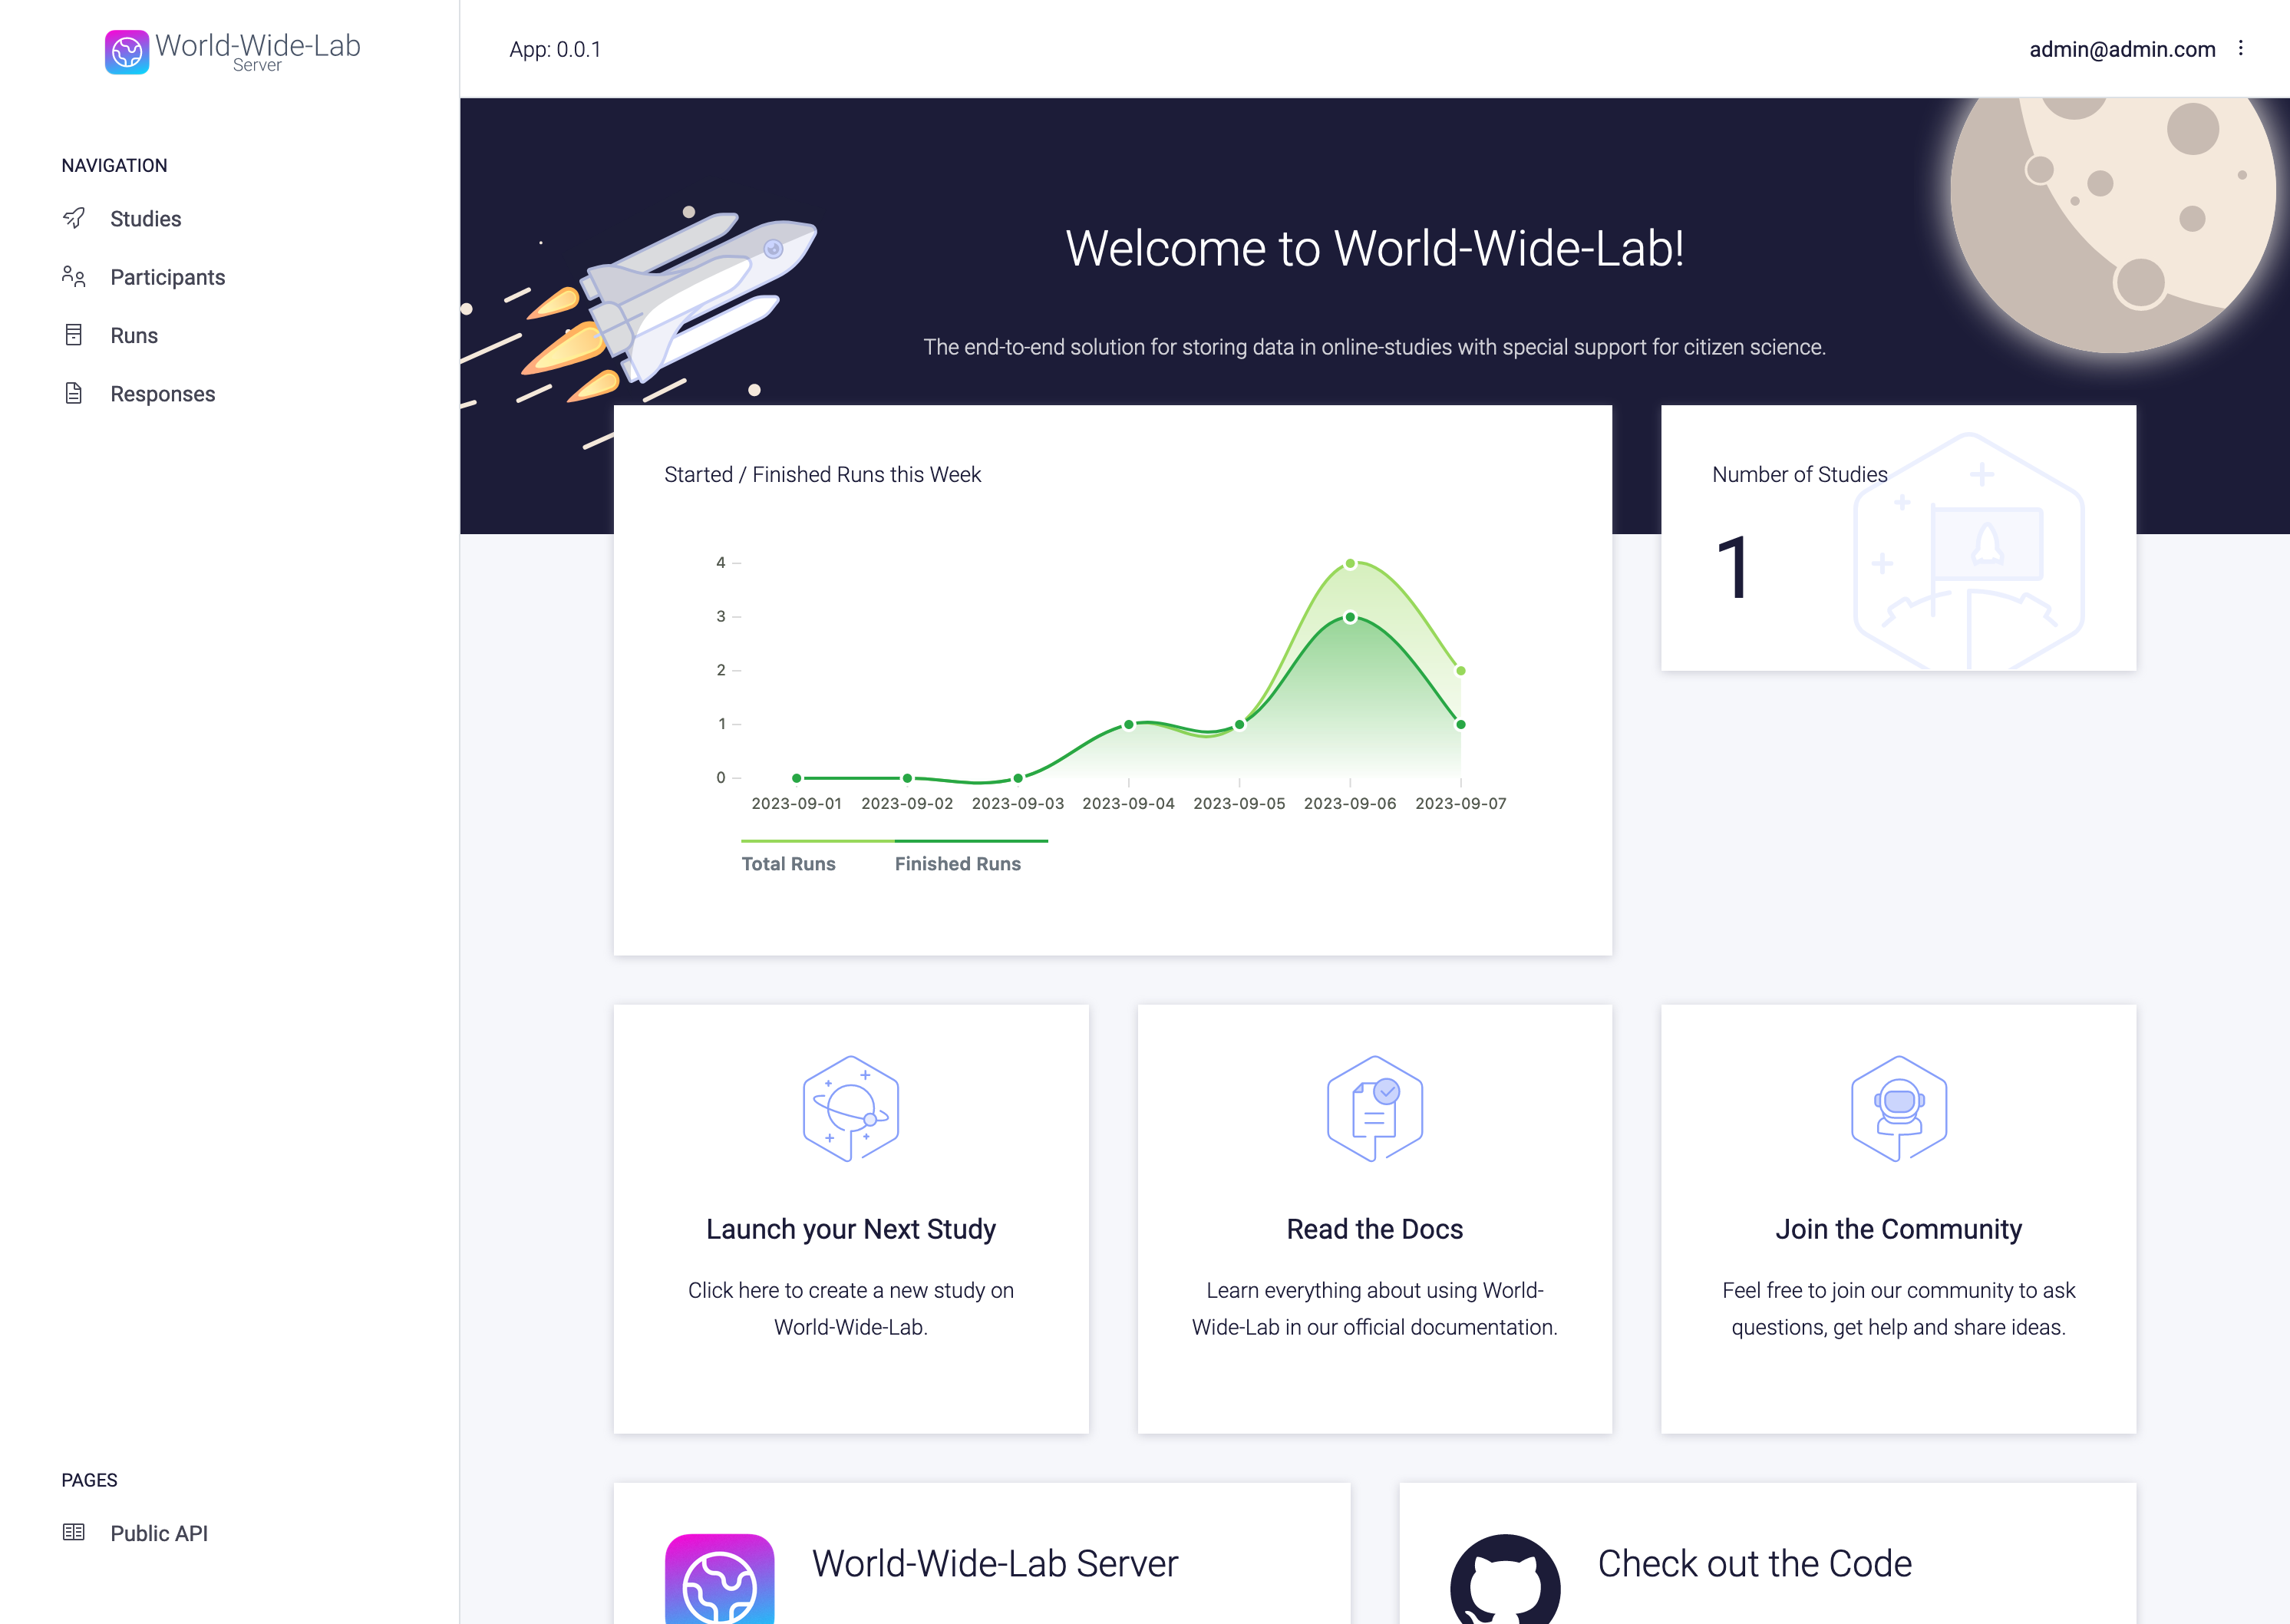 World-Wide-Lab
Server
App: 0.0.1
admin@admin.com
NAVIGATION
Studies
Participants
Runs
Responses
PAGES
Public API
Welcome to World-Wide-Lab!
The end-to-end solution for storing data in online-studies with special support for citizen science.
Started / Finished Runs this Week
4
3
2
1
0
2023-09-01 2023-09-02 2023-09-03 2023-09-04 2023-09-05 2023-09-06 2023-09-07
Total Runs Finished Runs
Number of Studies
1
Launch your Next Study
Click here to create a new study on
World-Wide-Lab.
Read the Docs
Learn everything about using World-
Wide-Lab in our official documentation.
Join the Community
Feel free to join our community to ask
questions, get help and share ideas.
World-Wide-Lab Server
Check out the Code